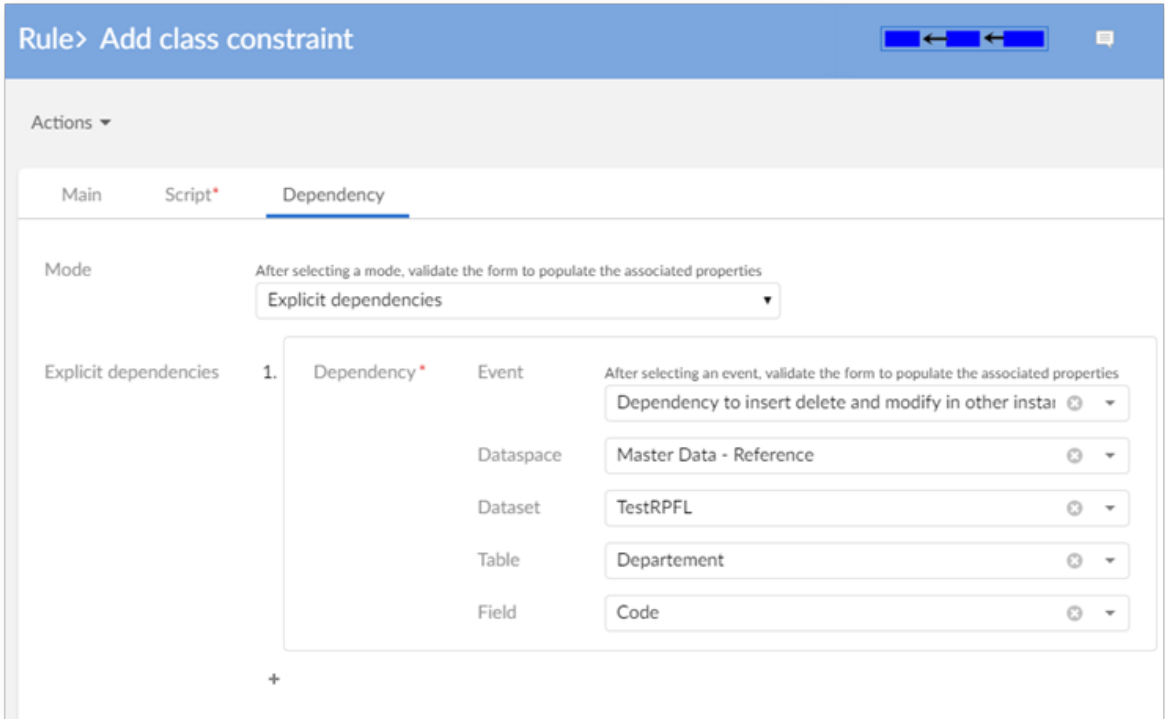 Rule> Add class constraint
Actions
Main Script* Dependency
Mode
After selecting a mode, validate the form to populate the associated properties
Explicit dependencies
Explicit dependencies 1. Dependency* Event
After selecting an event, validate the form to populate the associated properties
Dependency to insert delete and modify in other instar
Dataspace Master Data - Reference
Dataset TestRPFL
Table Departement
Field Code
+